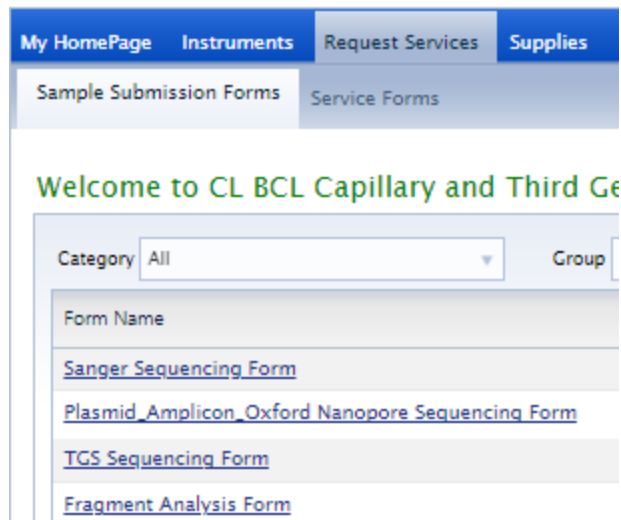 My HomePage Instruments Request Services Supplies
Sample Submission Forms Service Forms
Welcome to CL BCL Capillary and Third
Category All Group
Form Name
Sanger Sequencing Form
Plasmid_Amplicon_Oxford Nanopore Sequencing Form
TGS Sequencing Form
Fragment Analysis Form